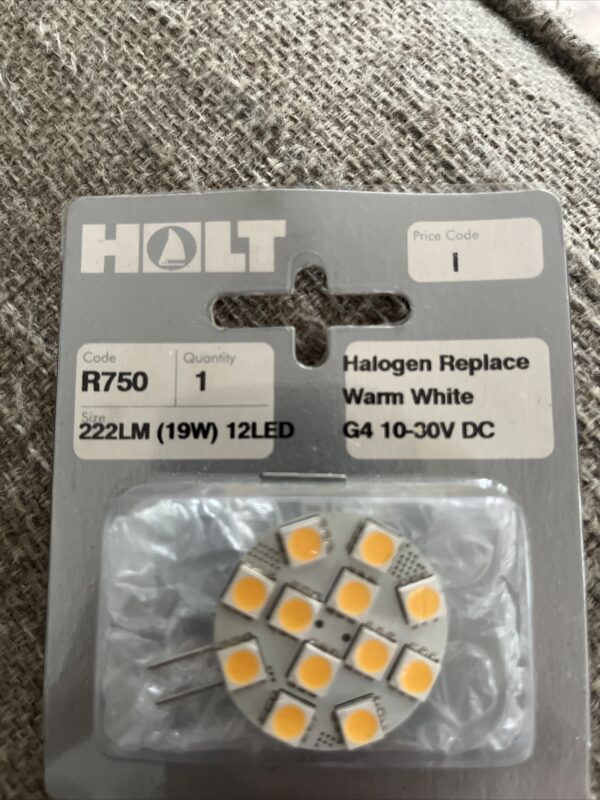 HOLT
Price Code
1
Code
R750
Quantity
1
Size
222LM (19W) 12LED
Halogen Replace
Warm White
G4 10-30V DC